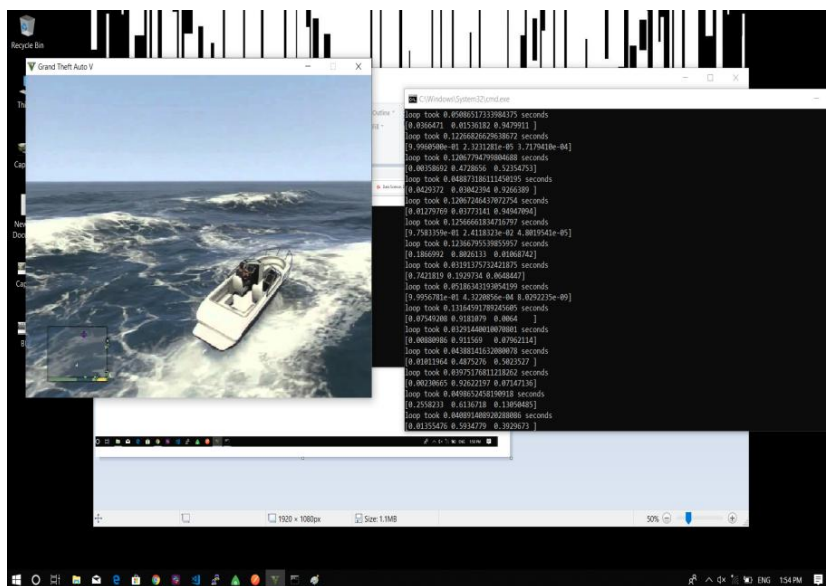 Recycle Bin
Grand Theft Auto V
Outline
C:\Windows\System32\cmd.exe
loop took 0.05086517333984375 seconds
[0.0366471 0.01536182 0.9479911 ]
loop took 0.12266826629638672 seconds
[9.9960500e-01 2.3231281e-05 3.7179410e-04]
loop took 0.12067794799804688 seconds
[0.00358692 0.4728656 0.52354753]
loop took 0.048873186111450195 seconds
[0.0429372 0.03042394 0.9266389 ]
loop took 0.12067246437072754 seconds
[0.01279769 0.03773141 0.94947094]
loop took 0.12566661834716797 seconds
[9.7583359e-01 2.4118323e-02 4.8019541e-05]
loop took 0.12366795539855957 seconds
[0.1866992 0.8026133 0.01068742]
loop took 0.03191375732421875 seconds
[0.7421819 0.1929734 0.0648447]
loop took 0.05186343193054199 seconds
[9.9956781e-01 4.3220856e-04 8.0292235e-09]
loop took 0.13164591789245605 seconds
[0.07549208 0.9181079 0.0064 ]
loop took 0.03291440010070801 seconds
[0.00880986 0.911569 0.07962114]
loop took 0.04388141632080078 seconds
[0.01011964 0.4875276 0.5023527 ]
loop took 0.03975176811218262 seconds
[0.00230665 0.92622197 0.07147136]
loop took 0.0498652458190918 seconds
[0.2558233 0.6136718 0.13050485]
loop took 0.040891408920288086 seconds
[0.01355476 0.5934779 0.3929673 ]
1920 × 1080px
Size: 1.1MB
50%
ENG 1:54 PM